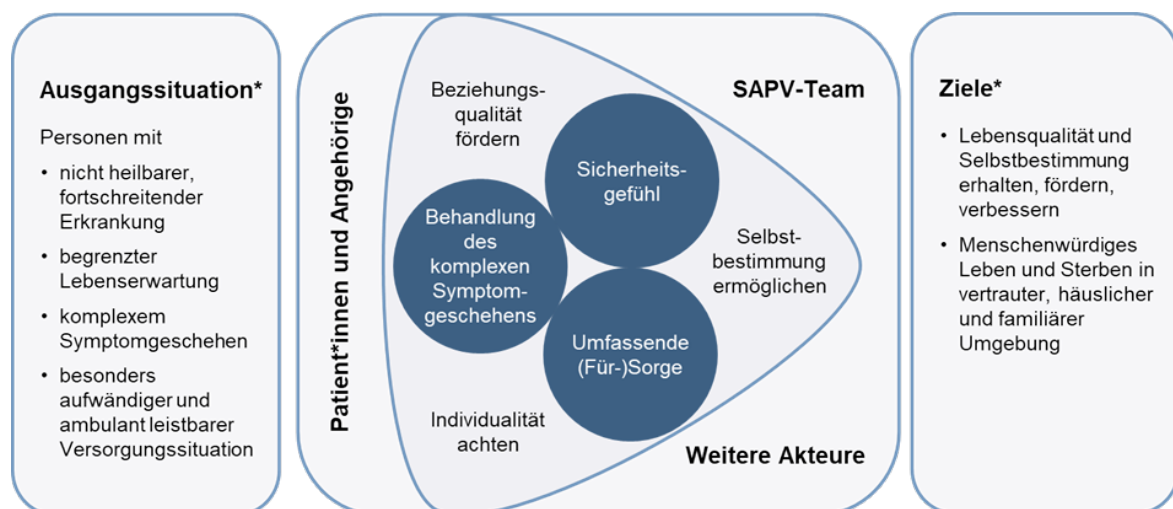 Ausgangssituation*
Personen mit
• nicht heilbarer,
fortschreitender
Erkrankung
• begrenzter
Lebenserwartung
• komplexem
Symptomgeschehen
• besonders
aufwändiger und
ambulant leistbarer
Versorgungssituation
Patient*innen und Angehörige
Beziehungs-
qualität
fördern
SAPV-Team
Sicherheits-
gefühl
Behandlung
des
komplexen
Symptom-
geschehens
Selbst-
bestimmung
ermöglichen
Umfassende
(Für-)Sorge
Individualität
achten
Weitere Akteure
Ziele*
• Lebensqualität und
Selbstbestimmung
erhalten, fördern,
verbessern
• Menschenwürdiges
Leben und Sterben in
vertrauter, häuslicher
und familiärer
Umgebung